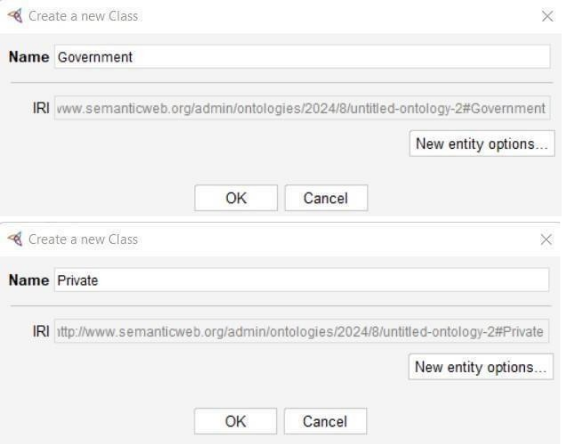 Create a new Class
Name Government
IRI www.semanticweb.org/admin/ontologies/2024/8/untitled-ontology-2#Government
New entity options...
OK Cancel
Create a new Class
Name Private
IRI ttp://www.semanticweb.org/admin/ontologies/2024/8/untitled-ontology-2#Private
New entity options...
OK Cancel